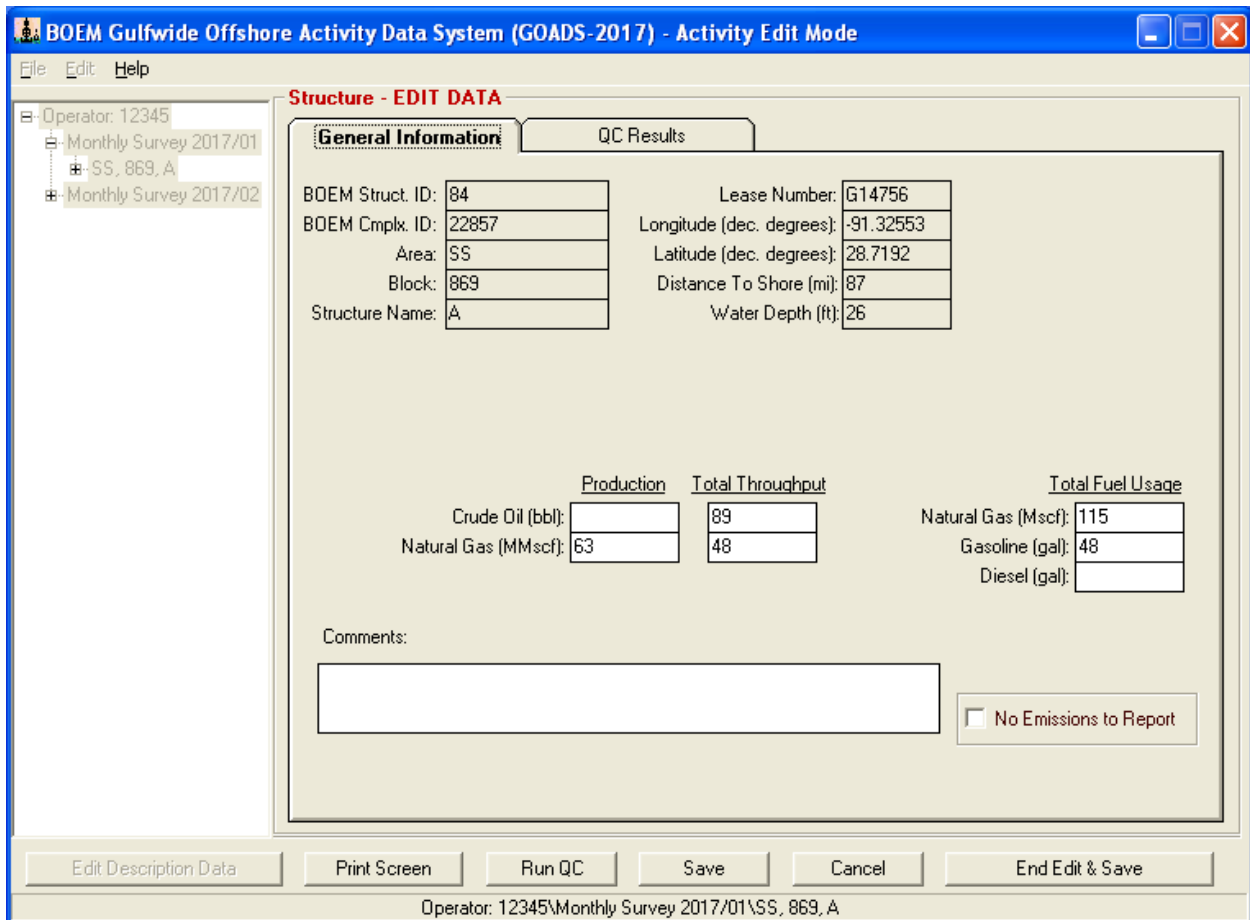 BOEM Gulfwide Offshore Activity Data System (GOADS-2017) - Activity Edit Mode
File Edit Help
Operator: 12345
Monthly Survey 2017/01
SS, 869, A
Monthly Survey 2017/02
Structure - EDIT DATA
General Information QC Results
BOEM Struct. ID: 84 Lease Number: G14756
BOEM Cmplx. ID: 22857 Longitude (dec. degrees): -91.32553
Area: SS Latitude (dec. degrees): 28.7192
Block: 869 Distance To Shore (mi): 87
Structure Name: A Water Depth (ft): 26
Production Total Throughput Total Fuel Usage
Crude Oil (bbl): 89 Natural Gas (Mscf): 115
Natural Gas (MMscf): 63 48 Gasoline (gal): 48
Diesel (gal):
Comments:
No Emissions to Report
Edit Description Data Print Screen Run QC Save Cancel End Edit & Save
Operator: 12345\Monthly Survey 2017/01\SS, 869, A